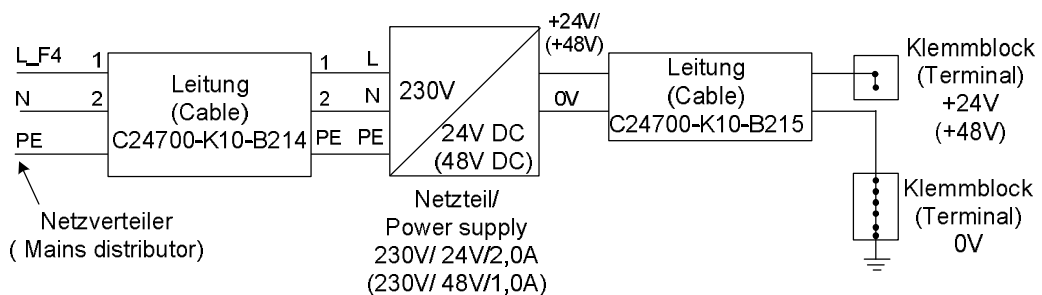 L_F4
1
N
2
PE
Leitung
(Cable)
C24700-K10-B214
1
L
2
N
PE
PE
230V
24V DC
(48V DC)
+24V/
(+48V)
0V
Leitung
(Cable)
C24700-K10-B215
Klemmblock
(Terminal)
+24V
(+48V)
Klemmblock
(Terminal)
0V
Netzverteiler
( Mains distributor)
Netzteil/
Power supply
230V/ 24V/2,0A
(230V/ 48V/1,0A)